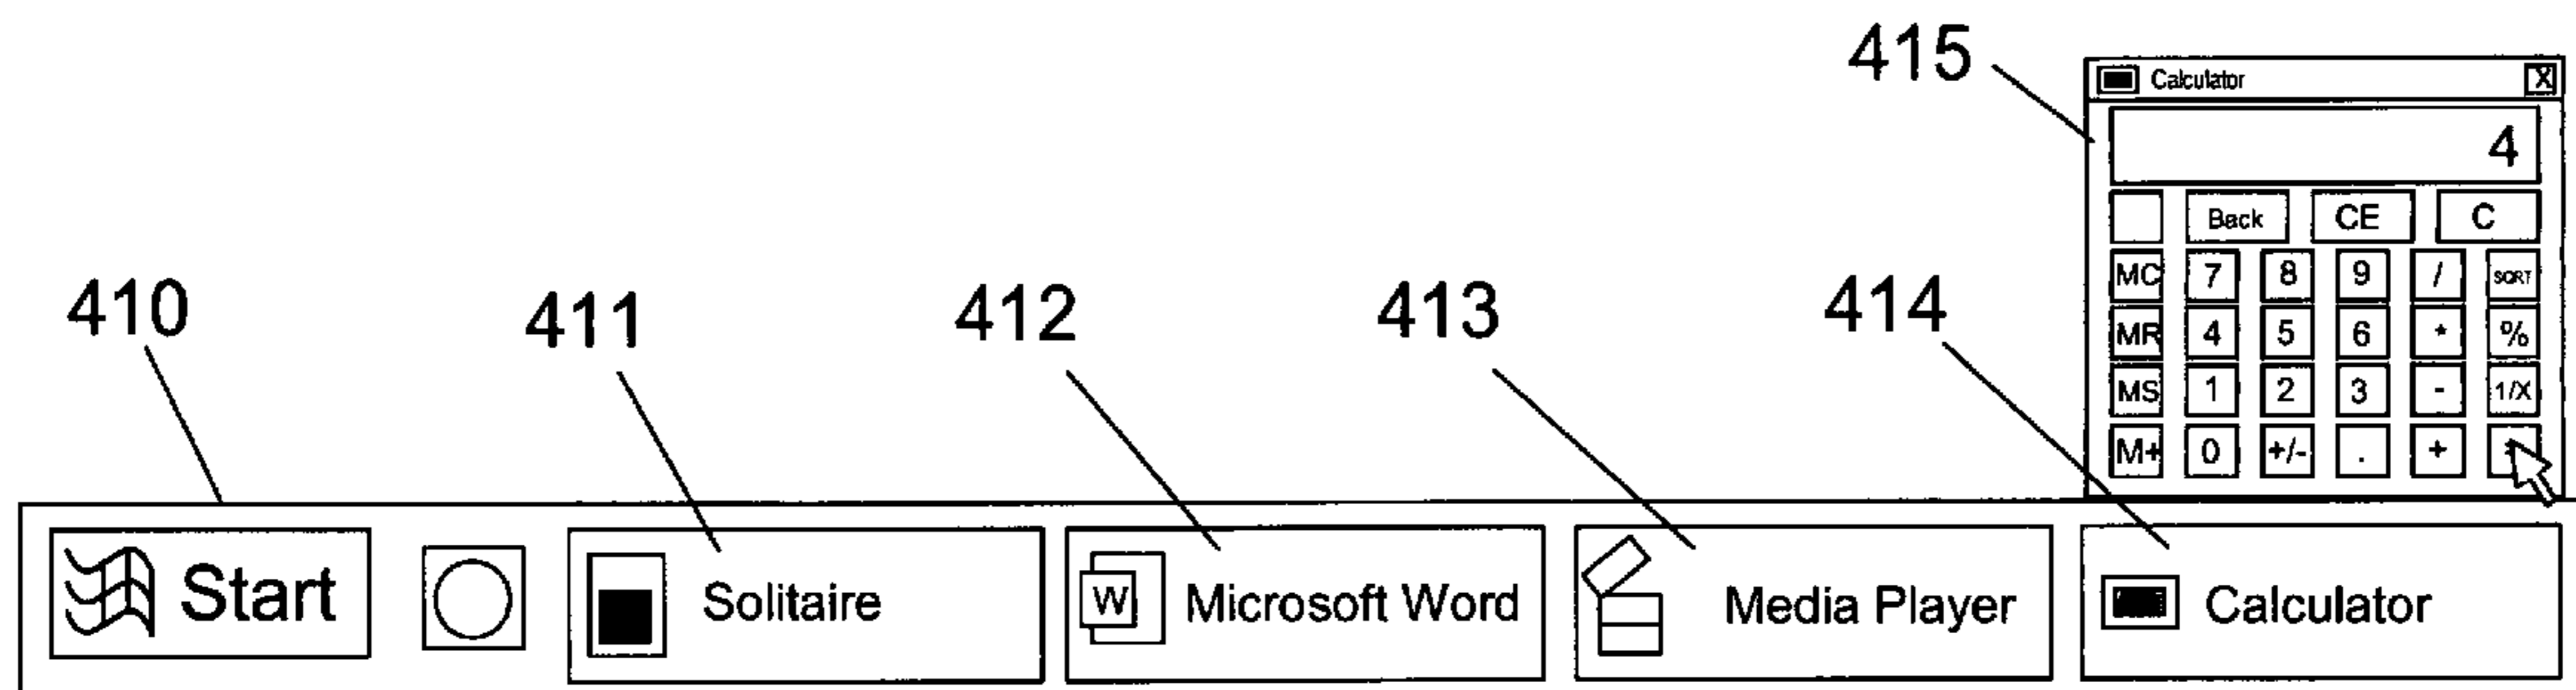 415
Calculator X
4
Back CE C
MC 7 8 9 / SQRT
MR 4 5 6 * %
MS 1 2 3 - 1/X
M+ 0 +/- . +
410 411 412 413 414
Start Solitaire W Microsoft Word Media Player Calculator